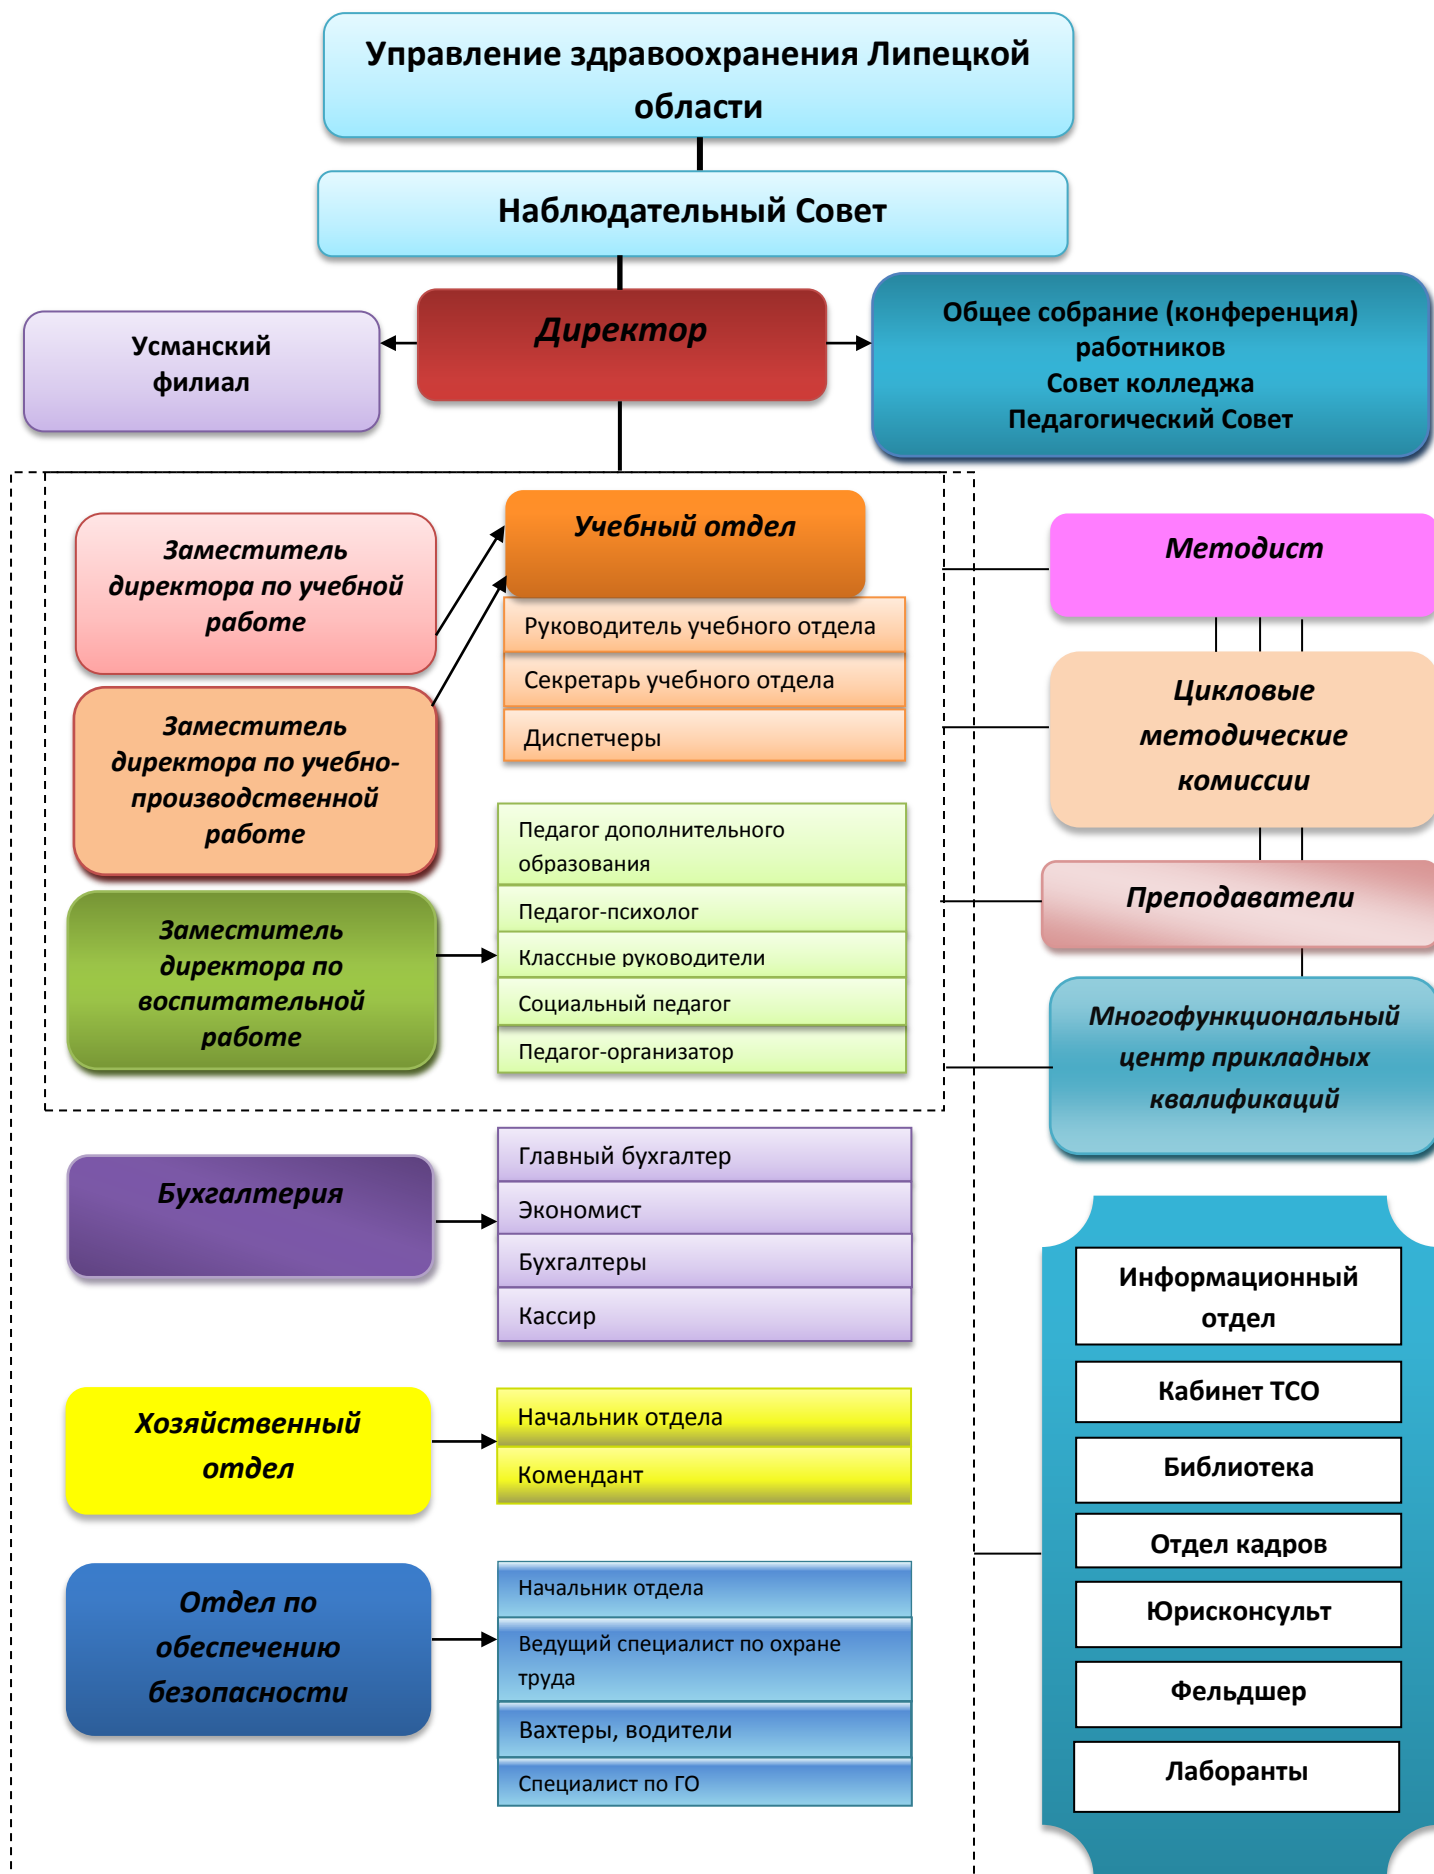 Управление здравоохранения Липецкой
области
Наблюдательный Совет
Директор
Усманский
филиал
Общее собрание (конференция)
работников
Совет колледжа
Педагогический Совет
Заместитель
директора по учебной
работе
Учебный отдел
Руководитель учебного отдела
Секретарь учебного отдела
Диспетчеры
Заместитель
директора по учебно-
производственной
работе
Педагог дополнительного
образования
Педагог-психолог
Классные руководители
Социальный педагог
Педагог-организатор
Заместитель
директора по
воспитательной
работе
Методист
Цикловые
методические
комиссии
Преподаватели
Многофункциональный
центр прикладных
квалификаций
Бухгалтерия
Главный бухгалтер
Экономист
Бухгалтеры
Кассир
Хозяйственный
отдел
Начальник отдела
Комендант
Отдел по
обеспечению
безопасности
Начальник отдела
Ведущий специалист по охране
труда
Вахтеры, водители
Специалист по ГО
Информационный
отдел
Кабинет ТСО
Библиотека
Отдел кадров
Юрисконсульт
Фельдшер
Лаборанты